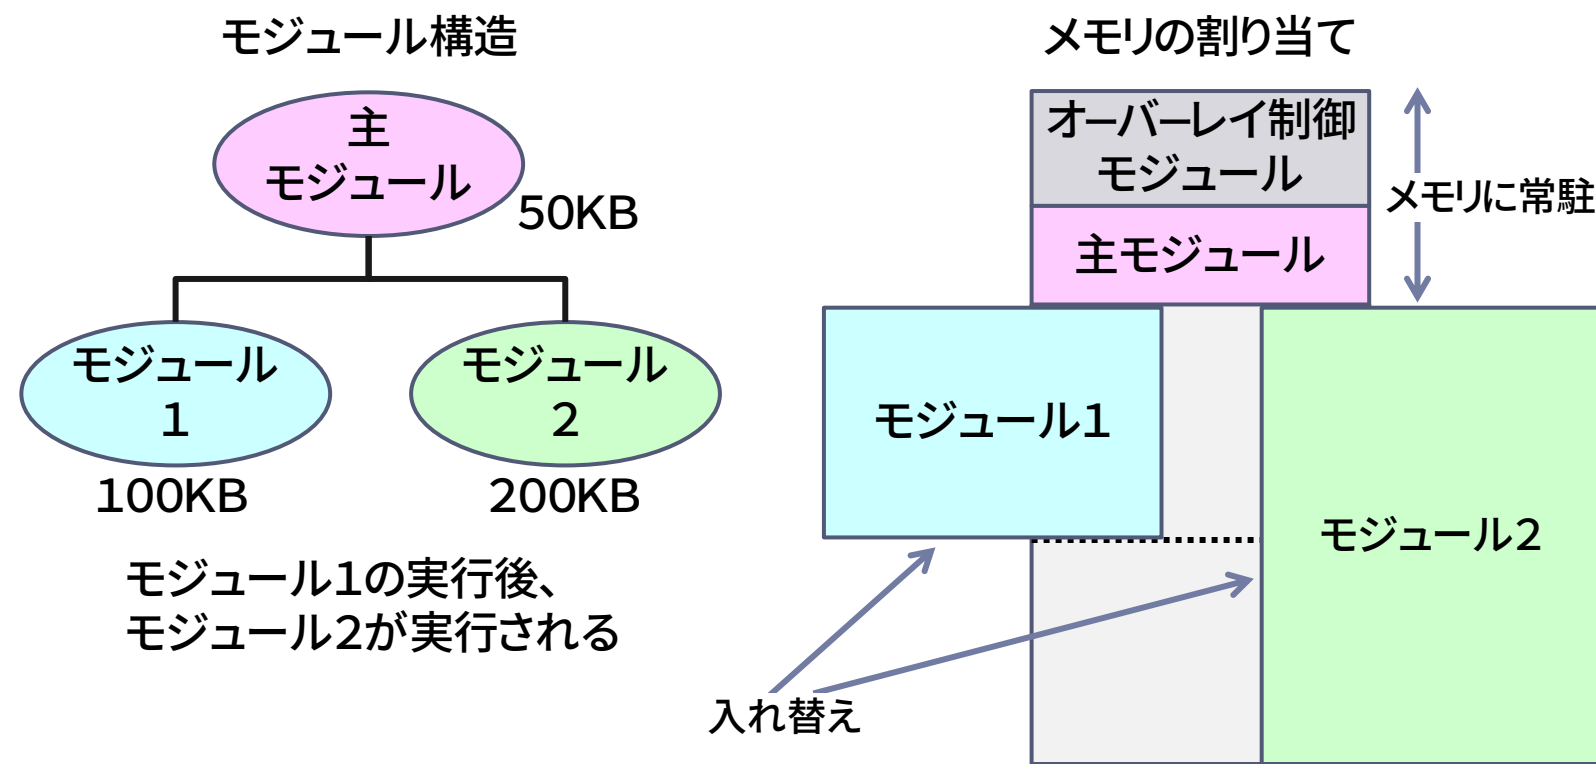 モジュール構造
主
モジュール
50KB
モジュール
1
100KB
モジュール
2
200KB
モジュール1の実行後、
モジュール2が実行される
メモリの割り当て
オーバーレイ制御
モジュール
主モジュール
メモリに常駐
モジュール1
モジュール2
入れ替え